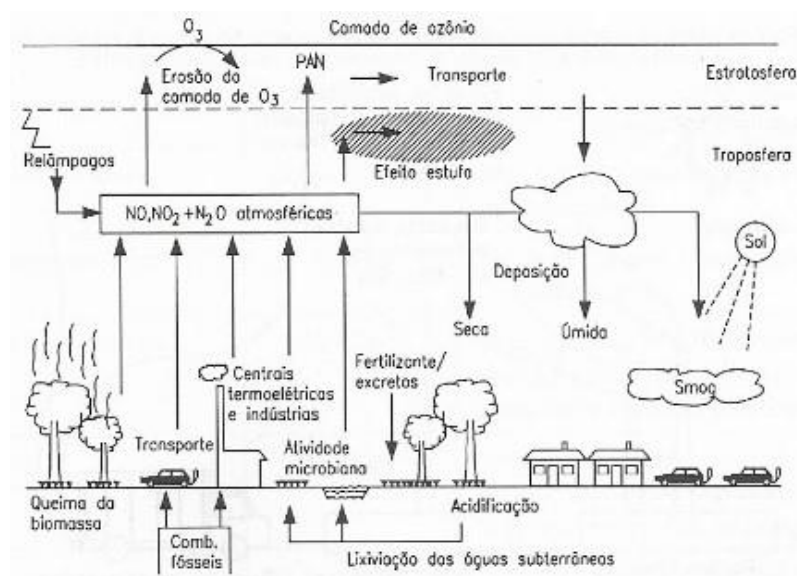 O₃
Camada de ozônio
Erosão da
camada de O₃
PAN
Transporte
Estratosfera
Relâmpagos
Efeito estufa
Troposfera
NO,NO₂ + N₂O atmosféricas
Sol
Deposição
Seca
Úmida
Smog
Centrais
termoelétricas
e indústrias
Fertilizante/
excretas
Transporte
Atividade
microbiana
Queima da
biomassa
Acidificação
Comb.
fósseis
Lixiviação das águas subterrâneas